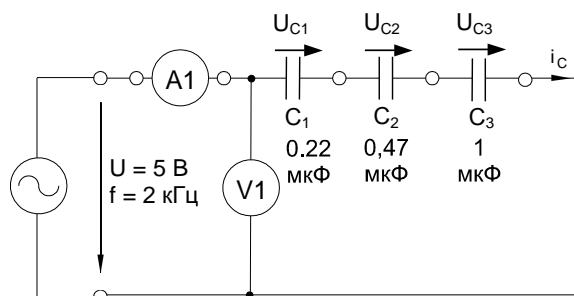 U_C1 U_C2 U_C3
A1 i_C
C_1 C_2 C_3
0.22 0,47 1
мкФ мкФ мкФ
U = 5 В
f = 2 кГц
V1